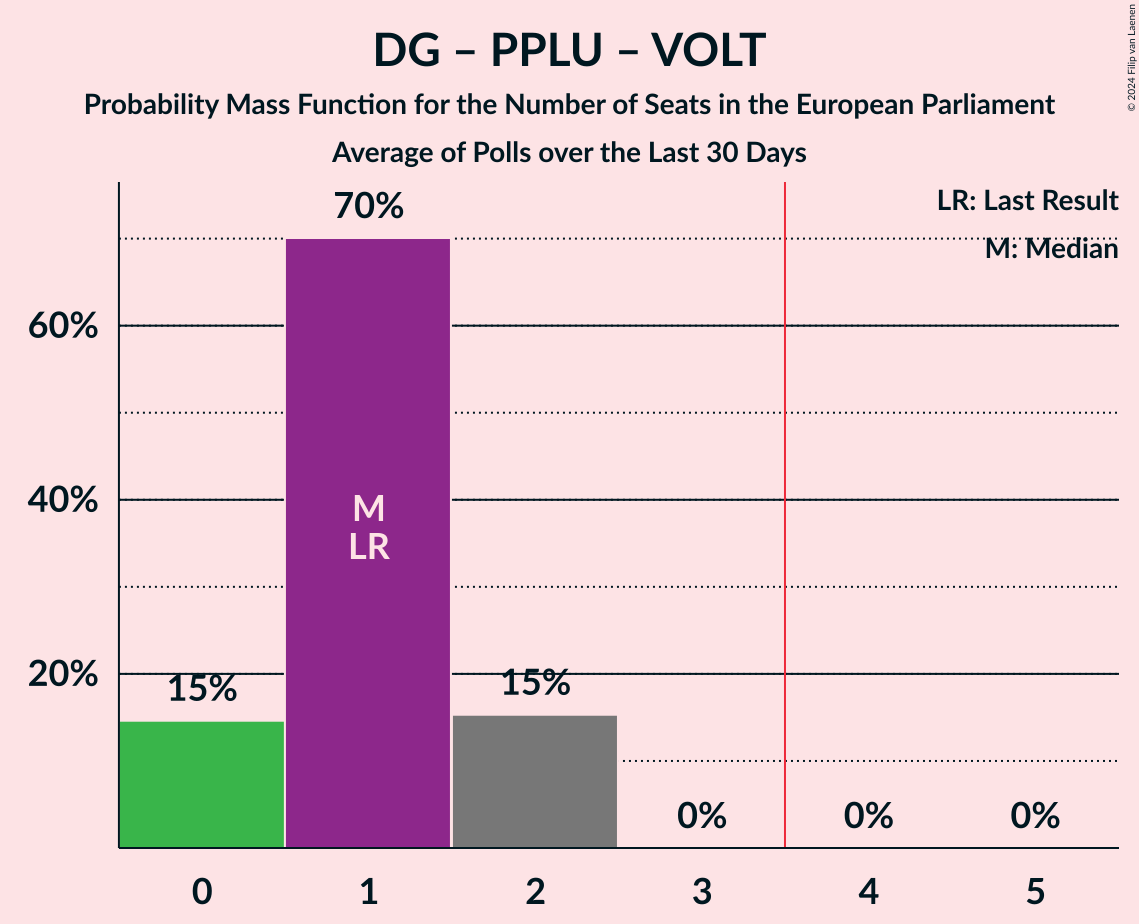 DG – PPLU – VOLT
Probability Mass Function for the Number of Seats in the European Parliament
Average of Polls over the Last 30 Days
© 2024 Filip van Laenen
LR: Last Result
M: Median
70%
60%
40%
20%
M
LR
15%
15%
0%
0%
0%
0
1
2
3
4
5